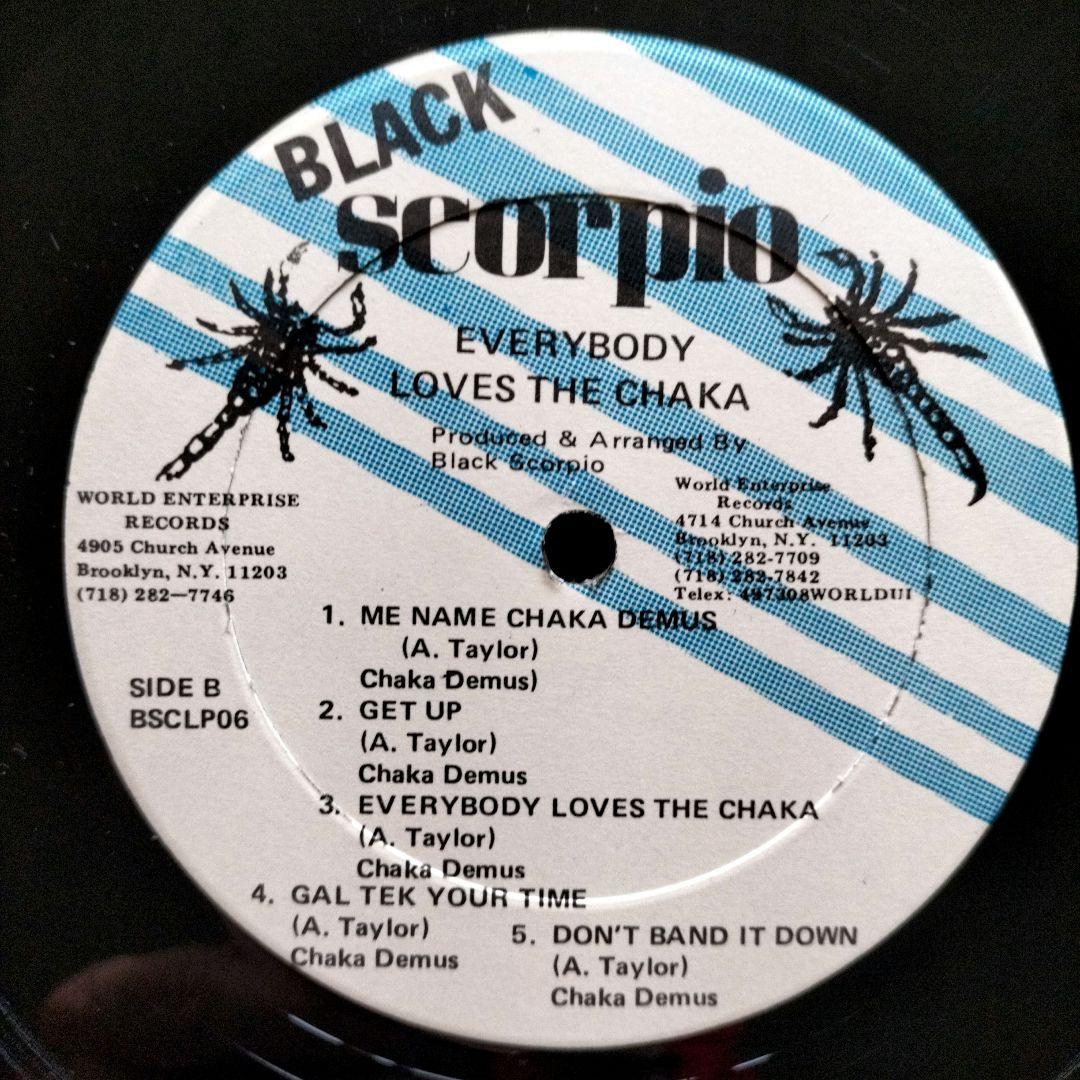 BLACK
scorpio
EVERYBODY
LOVES THE CHAKA
Produced & Arranged By
Black Scorpio
WORLD ENTERPRISE
RECORDS
4905 Church Avenue
Brooklyn, N.Y. 11203
(718) 282—7746
World Enterprise
Records
4714 Church Avenue
Brooklyn, N.Y. 11203
(718) 282-7709
(718) 282-7842
Telex: 497308WORLDUI
SIDE B
BSCLP06
1. ME NAME CHAKA DEMUS
(A. Taylor)
Chaka Demus)
2. GET UP
(A. Taylor)
Chaka Demus
3. EVERYBODY LOVES THE CHAKA
(A. Taylor)
Chaka Demus
4. GAL TEK YOUR TIME
(A. Taylor)
Chaka Demus
5. DON'T BAND IT DOWN
(A. Taylor)
Chaka Demus